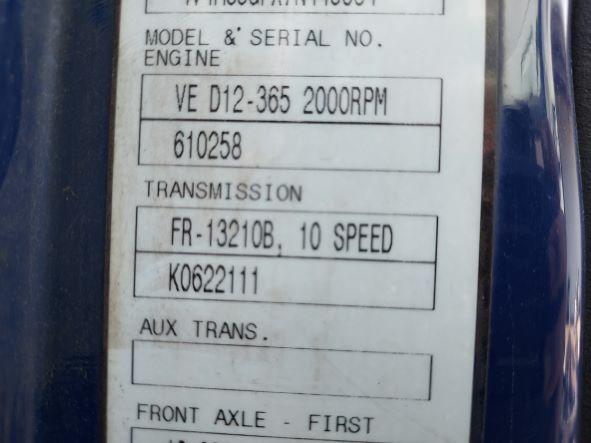 MODEL & SERIAL NO.
ENGINE
VE D12-365 2000RPM
610258
TRANSMISSION
FR-13210B, 10 SPEED
K0622111
AUX TRANS.
FRONT AXLE - FIRST